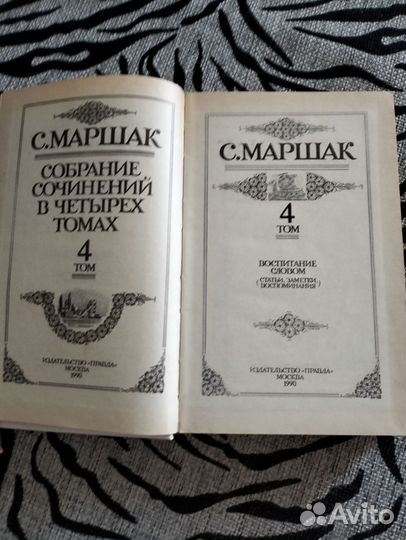 С.МАРШАК
СОБРАНИЕ
СОЧИНЕНИЙ
В ЧЕТЫРЕХ
ТОМАХ
4
ТОМ
ИЗДАТЕЛЬСТВО «ПРАВДА»
МОСКВА
1990
С.МАРШАК
4
ТОМ
ВОСПИТАНИЕ
СЛОВОМ
(СТАТЬИ, ЗАМЕТКИ,
ВОСПОМИНАНИЯ)
ИЗДАТЕЛЬСТВО «ПРАВДА»
МОСКВА
1990
Avito